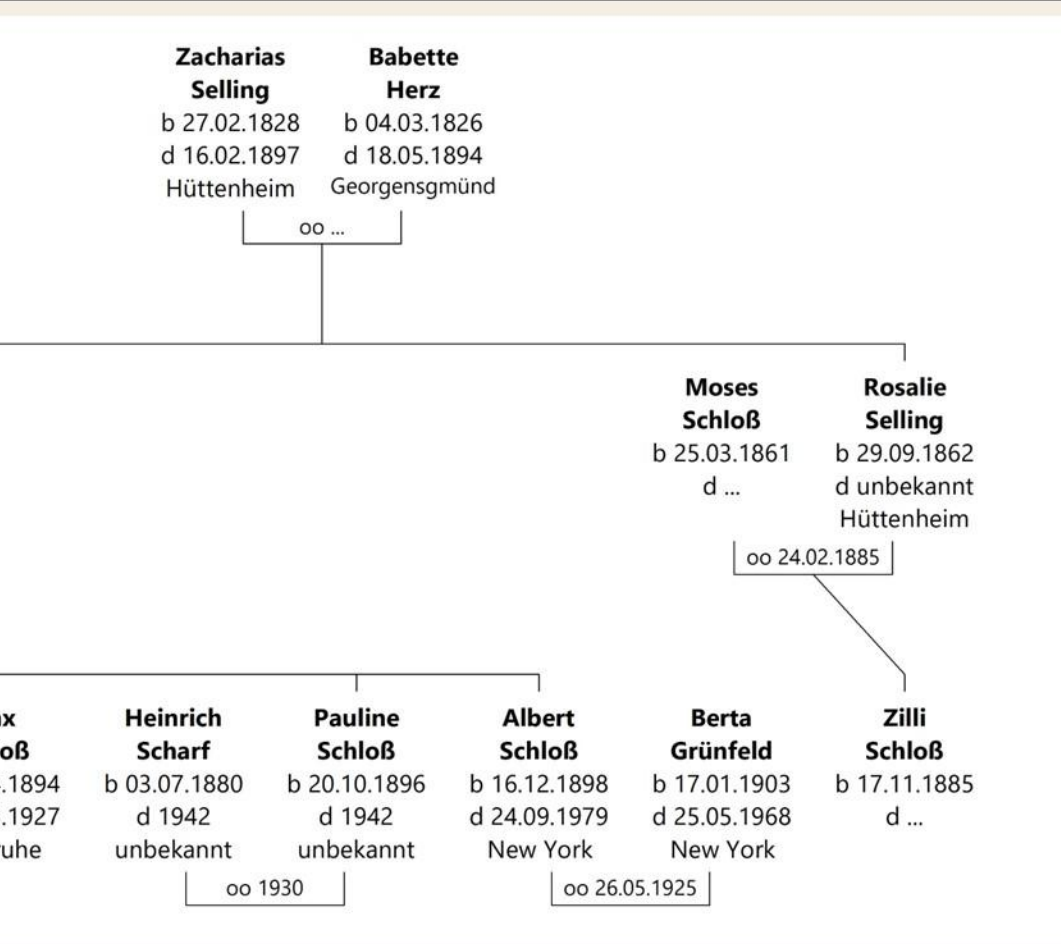 Zacharias
Selling
b 27.02.1828
d 16.02.1897
Hüttenheim
Babette
Herz
b 04.03.1826
d 18.05.1894
Georgensgmünd
oo ...
Moses
Schloß
b 25.03.1861
d ...
Rosalie
Selling
b 29.09.1862
d unbekannt
Hüttenheim
oo 24.02.1885
Heinrich
Scharf
b 03.07.1880
d 1942
unbekannt
Pauline
Schloß
b 20.10.1896
d 1942
unbekannt
oo 1930
Albert
Schloß
b 16.12.1898
d 24.09.1979
New York
Berta
Grünfeld
b 17.01.1903
d 25.05.1968
New York
oo 26.05.1925
Zilli
Schloß
b 17.11.1885
d ...